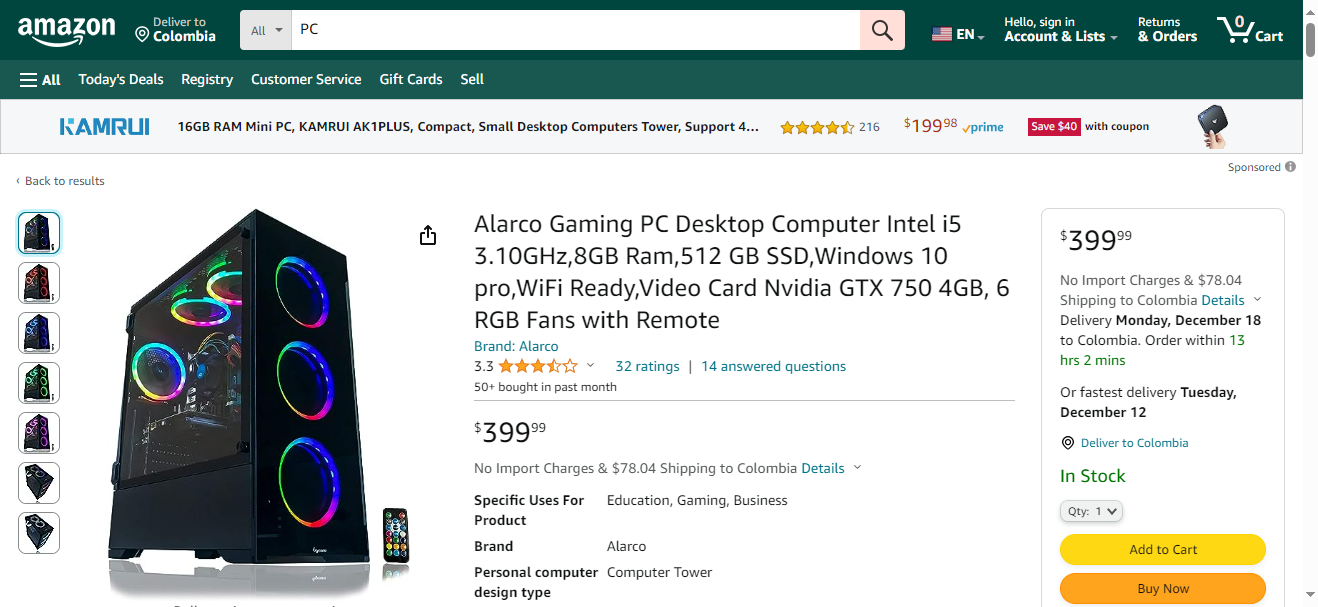 amazon
Deliver to
Colombia
All
PC
EN
Hello, sign in
Account & Lists
Returns
& Orders
0
Cart
All
Today's Deals
Registry
Customer Service
Gift Cards
Sell
KAMRUI
16GB RAM Mini PC, KAMRUI AK1PLUS, Compact, Small Desktop Computers Tower, Support 4...
216
$199 98
prime
Save $40 with coupon
Sponsored
‹ Back to results
Alarco Gaming PC Desktop Computer Intel i5
3.10GHz,8GB Ram,512 GB SSD,Windows 10
pro,WiFi Ready,Video Card Nvidia GTX 750 4GB, 6
RGB Fans with Remote
Brand: Alarco
3.3
32 ratings | 14 answered questions
50+ bought in past month
$399 99
No Import Charges & $78.04 Shipping to Colombia Details
Specific Uses For Product
Education, Gaming, Business
Brand
Alarco
Personal computer design type
Computer Tower
$399 99
No Import Charges & $78.04
Shipping to Colombia Details
Delivery Monday, December 18
to Colombia. Order within 13
hrs 2 mins
Or fastest delivery Tuesday,
December 12
Deliver to Colombia
In Stock
Qty: 1
Add to Cart
Buy Now